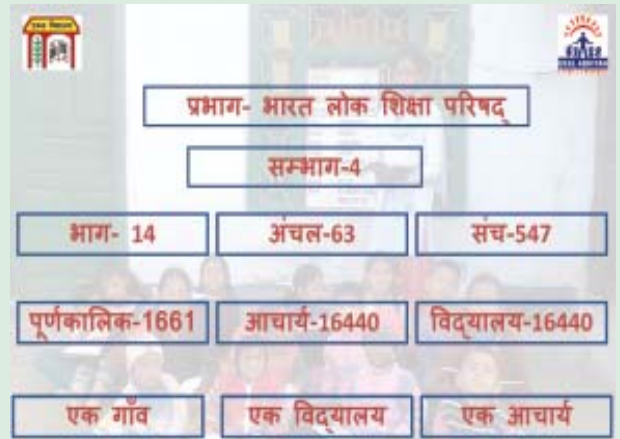 प्रभाग- भारत लोक शिक्षा परिषद्
सम्भाग-4
भाग- 14 अंचल-63 संच-547
पूर्णकालिक-1661 आचार्य-16440 विद्यालय-16440
एक गाँव एक विद्यालय एक आचार्य